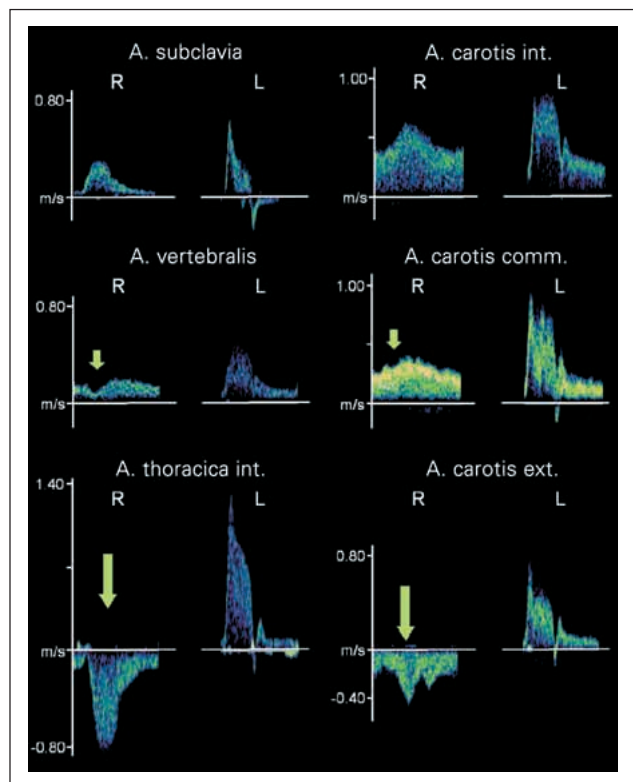 A. subclavia
R L
0.80
m/s
A. carotis int.
R L
1.00
m/s
A. vertebralis
R L
0.80
m/s
A. carotis comm.
R L
1.00
m/s
A. thoracica int.
R L
1.40
m/s
-0.80
A. carotis ext.
R L
0.80
m/s
-0.40